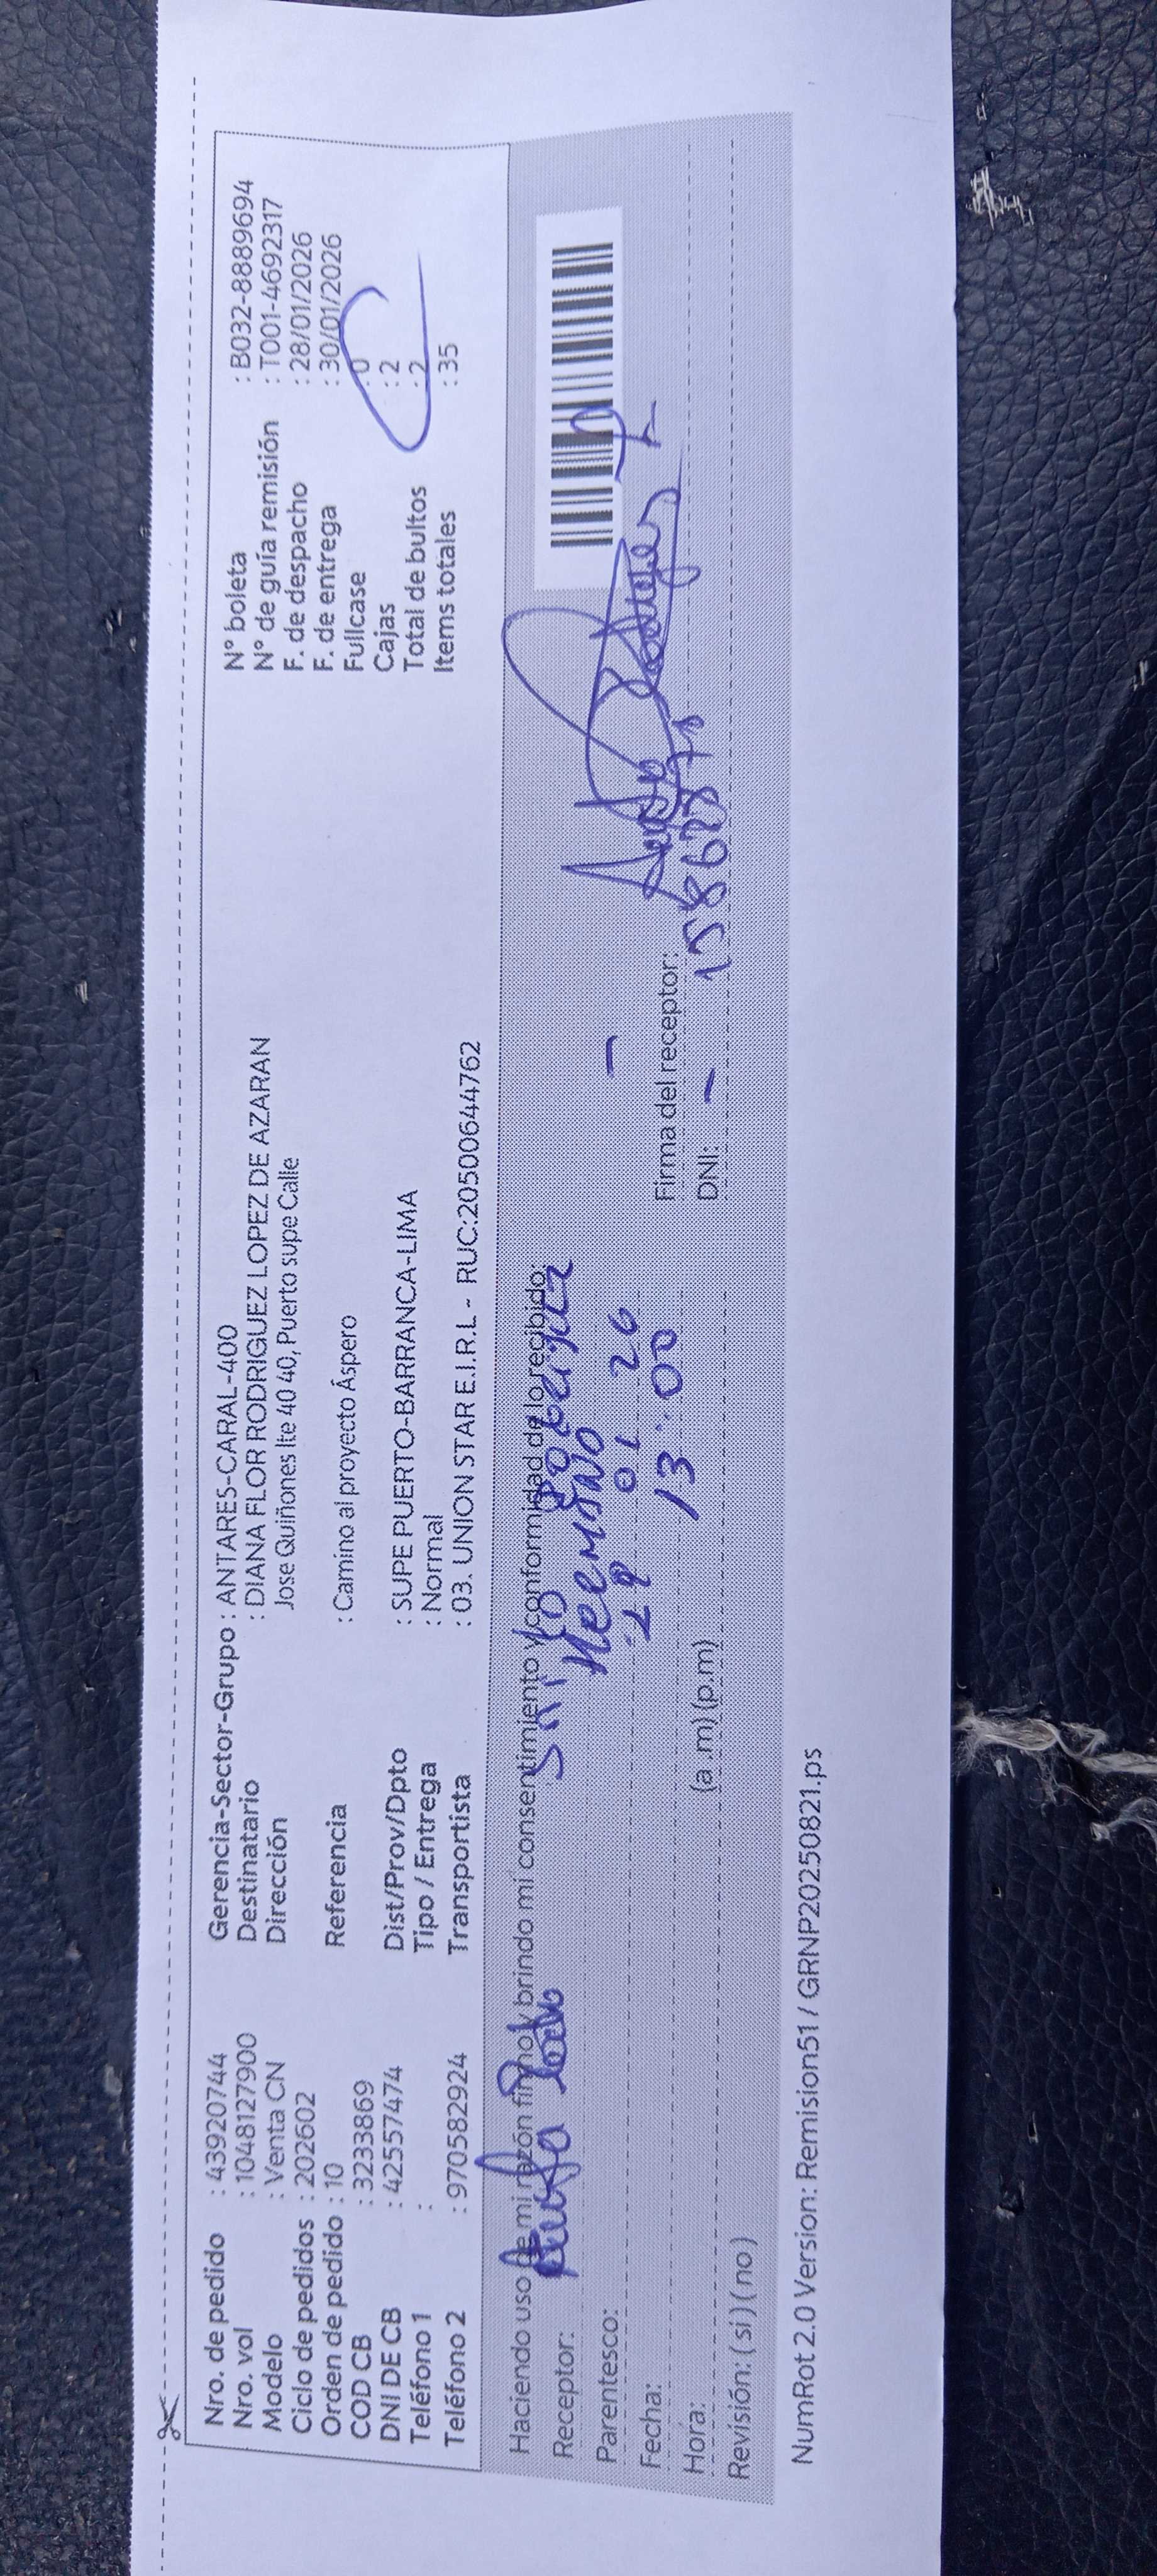 Nro. de pedido : 43920744
Nro. vol : 1048127900
Modelo : Venta CN
Ciclo de pedidos : 202602
Orden de pedido : 10
COD CB : 3233869
DNI DE CB : 42557474
Teléfono 1 :
Teléfono 2 : 970582924
Gerencia-Sector-Grupo : ANTARES-CARAL-400
Destinatario : DIANA FLOR RODRIGUEZ LOPEZ DE AZARAN
Dirección Jose Quiñones lte 40 40, Puerto supe Calle
Referencia : Camino al proyecto Áspero
Dist/Prov/Dpto : SUPE PUERTO-BARRANCA-LIMA
Tipo / Entrega : Normal
Transportista : 03. UNION STAR E.I.R.L - RUC:20500644762
N° boleta : B032-8889694
N° de guía remisión : T001-4692317
F. de despacho : 28/01/2026
F. de entrega : 30/01/2026
Fullcase : 0
Cajas : 2
Total de bultos : 2
Items totales : 35
Haciendo uso de mi razón firmo y brindo mi consentimiento y conformidad de lo recibido:
Receptor:
Parentesco:
Fecha: 29 01 26
Hora: 13:00 (a .m) (p.m)
Revisión: ( si ) ( no )
Firma del receptor:
DNI: -
NumRot 2.0 Version: Remision51 / GRNP20250821.ps